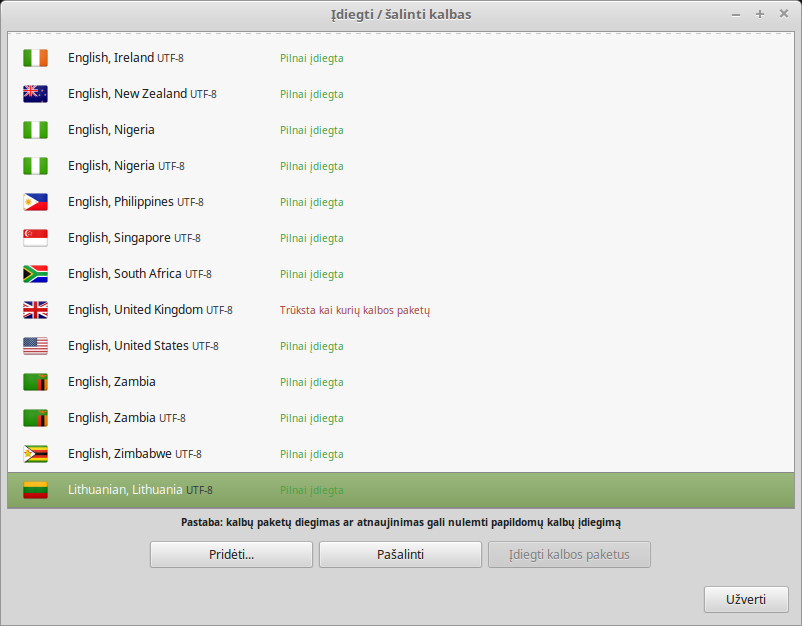 Įdiegti / šalinti kalbas
English, Ireland UTF-8 Pilnai įdiegta
English, New Zealand UTF-8 Pilnai įdiegta
English, Nigeria Pilnai įdiegta
English, Nigeria UTF-8 Pilnai įdiegta
English, Philippines UTF-8 Pilnai įdiegta
English, Singapore UTF-8 Pilnai įdiegta
English, South Africa UTF-8 Pilnai įdiegta
English, United Kingdom UTF-8 Trūksta kai kurių kalbos paketų
English, United States UTF-8 Pilnai įdiegta
English, Zambia Pilnai įdiegta
English, Zambia UTF-8 Pilnai įdiegta
English, Zimbabwe UTF-8 Pilnai įdiegta
Lithuanian, Lithuania UTF-8 Pilnai įdiegta
Pastaba: kalbų paketų diegimas ar atnaujinimas gali nulemti papildomų kalbų įdiegimą
Pridėti... Pašalinti Įdiegti kalbos paketus
Užverti